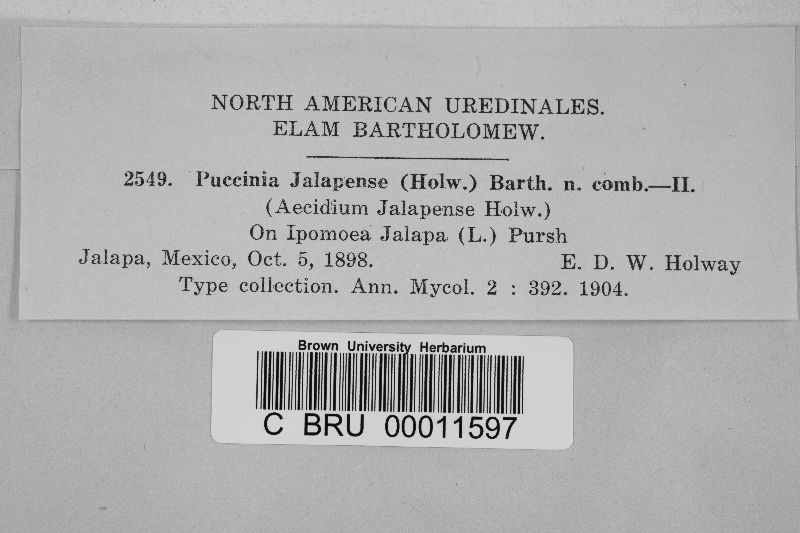 NORTH AMERICAN UREDINALES.
ELAM BARTHOLOMEW.
2549. Puccinia Jalapense (Holw.) Barth. n. comb.—II.
(Aecidium Jalapense Holw.)
On Ipomoea Jalapa (L.) Pursh
Jalapa, Mexico, Oct. 5, 1898. E. D. W. Holway
Type collection. Ann. Mycol. 2 : 392. 1904.
Brown University Herbarium
C BRU 00011597